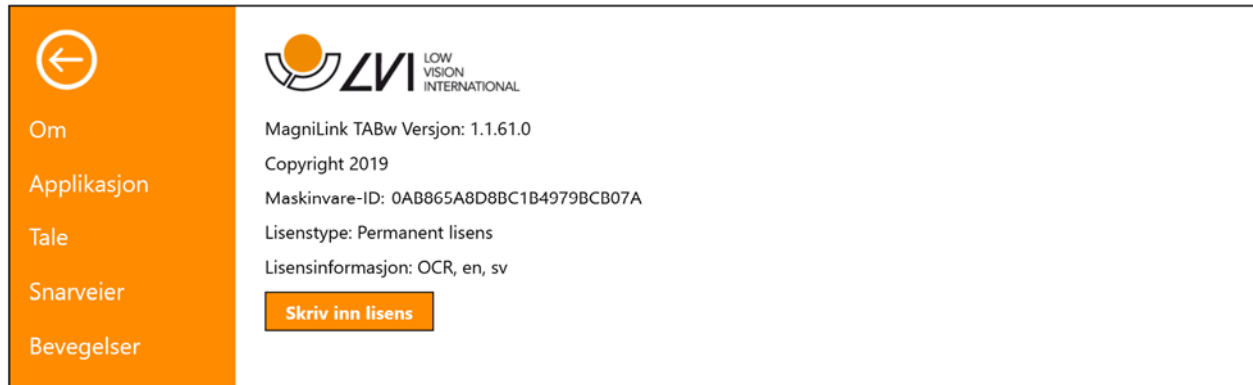 Om
Applikasjon
Tale
Snarveier
Bevegelser
LVI LOW
VISION
INTERNATIONAL
MagniLink TABw Versjon: 1.1.61.0
Copyright 2019
Maskinvare-ID: 0AB865A8D8BC1B4979BCB07A
Lisenstype: Permanent lisens
Lisensinformasjon: OCR, en, sv
Skriv inn lisens